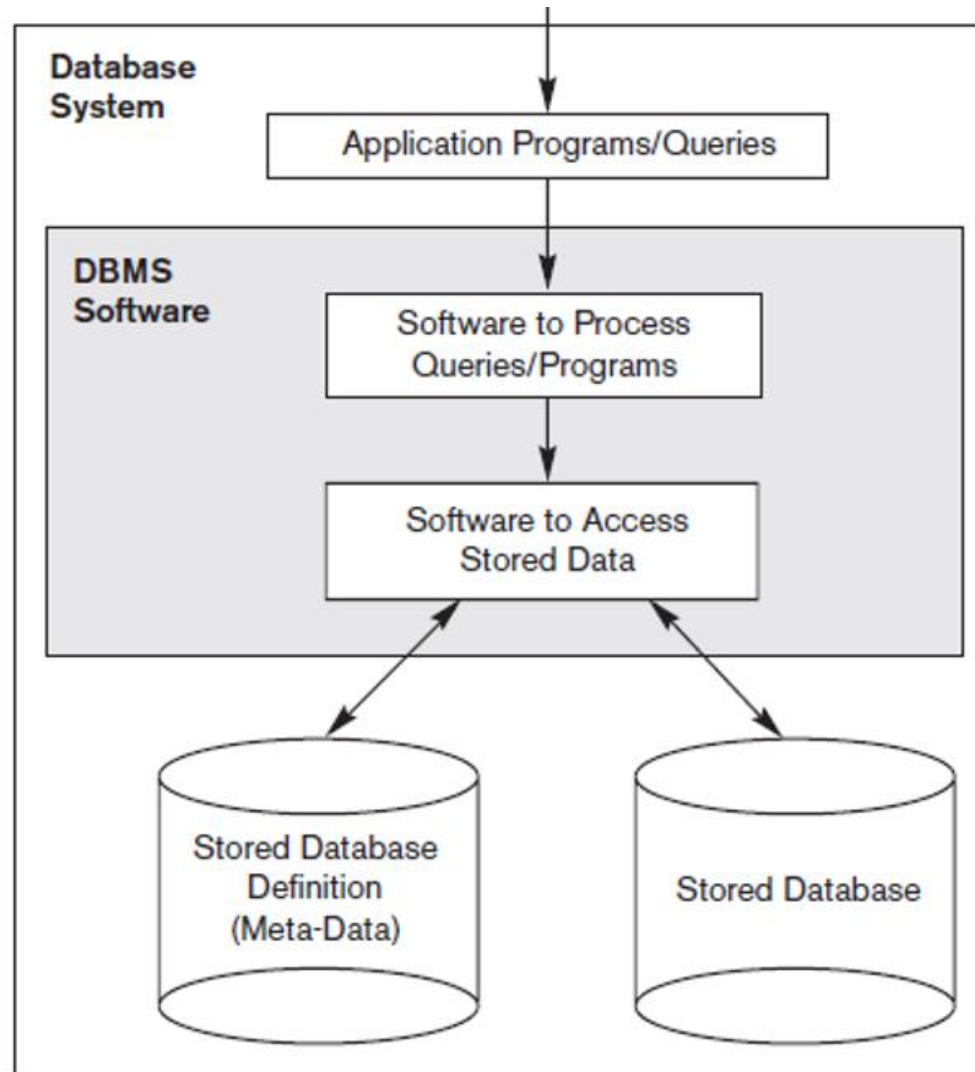 Database
System
Application Programs/Queries
DBMS
Software
Software to Process
Queries/Programs
Software to Access
Stored Data
Stored Database
Definition
(Meta-Data)
Stored Database